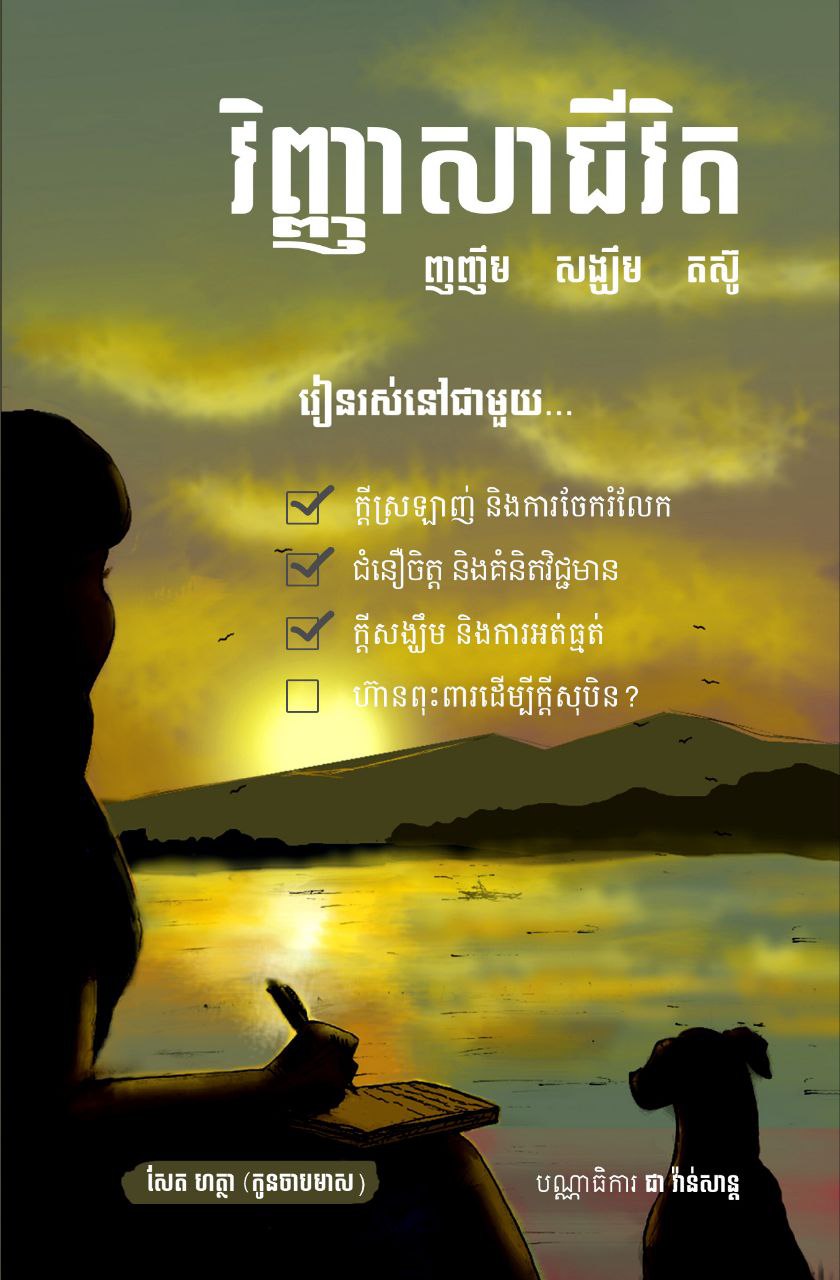 វិញ្ញាសាជីវិត
ញញឹម សង្ឃឹម តស៊ូ
រៀនរស់នៅជាមួយ...
ក្ដីស្រឡាញ់ និងការចែករំលែក
ជំនឿចិត្ត និងគំនិតវិជ្ជមាន
ក្ដីសង្ឃឹម និងការអត់ធ្មត់
ហ៊ានពុះពារដើម្បីក្ដីសុបិន?
សែត ហត្ថា (កូនចាបមាស)
បណ្ណាធិការ ជា វ៉ាន់សាន្ត